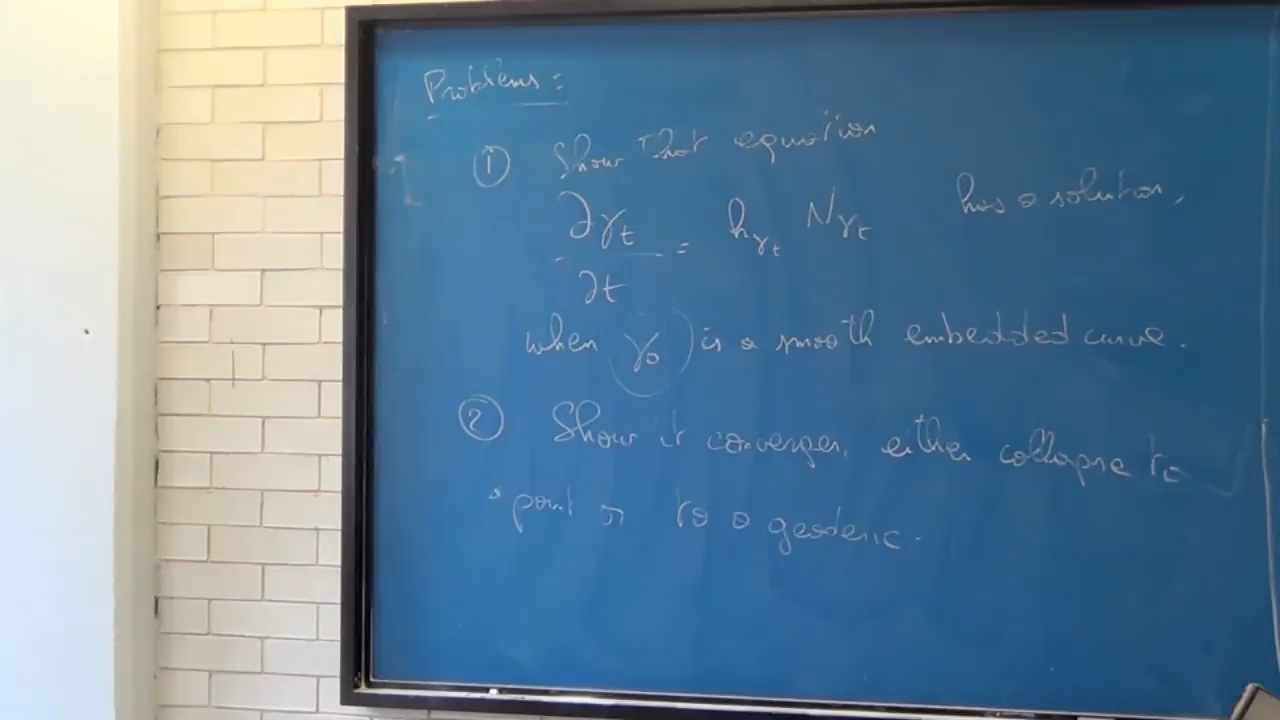 Problems:
① Show that equation
∂γt / ∂t = hγt Nγt has a solution,
when γ0 is a smooth embedded curve.
② Show it converges, either collapse to
a point or to a geodesic.